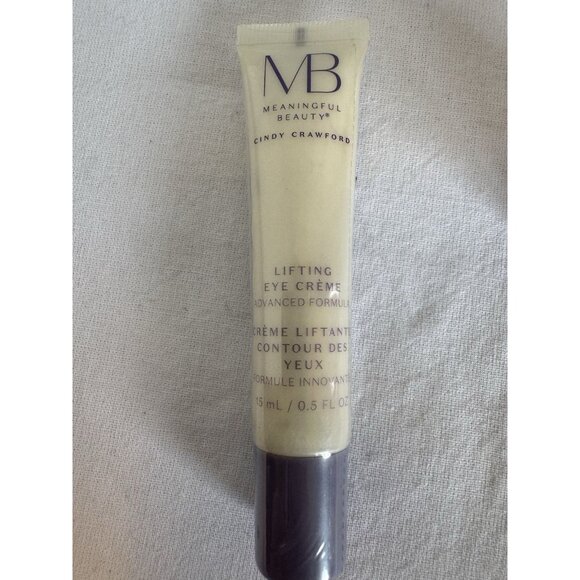 MB
MEANINGFUL
BEAUTY®
CINDY CRAWFORD
LIFTING
EYE CRÈME
ADVANCED FORMULA
CRÈME LIFTANTE
CONTOUR DES
YEUX
FORMULE INNOVANTE
15 mL / 0.5 FL OZ